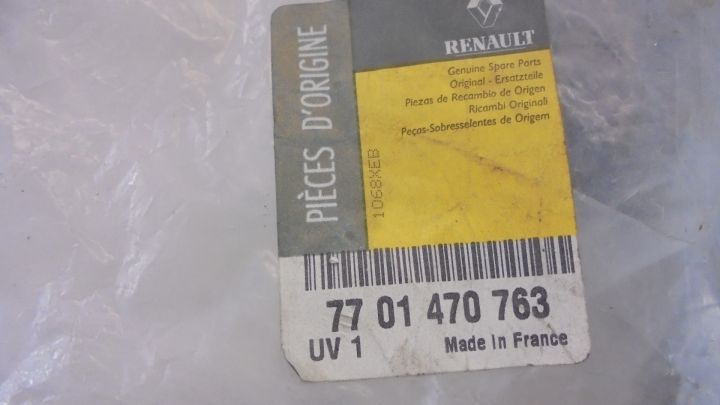 PIÈCES D'ORIGINE
RENAULT
Genuine Spare Parts
Original - Ersatzteile
Piezas de Recambio de Origen
Ricambi Originali
Peças-Sobresselentes de Origem
1068XEB
77 01 470 763
UV 1
Made In France